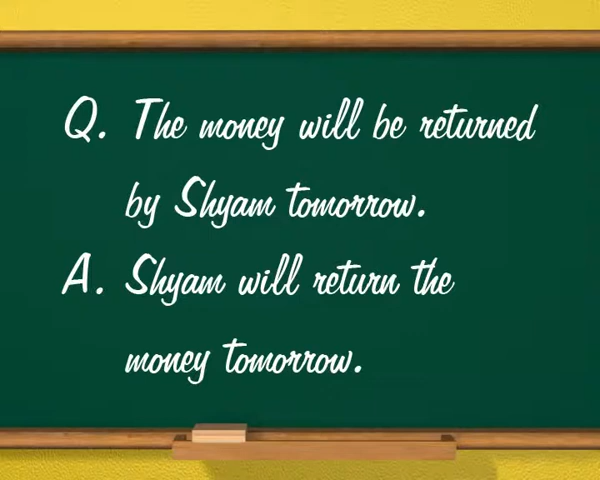 Q. The money will be returned
by Shyam tomorrow.
A. Shyam will return the
money tomorrow.